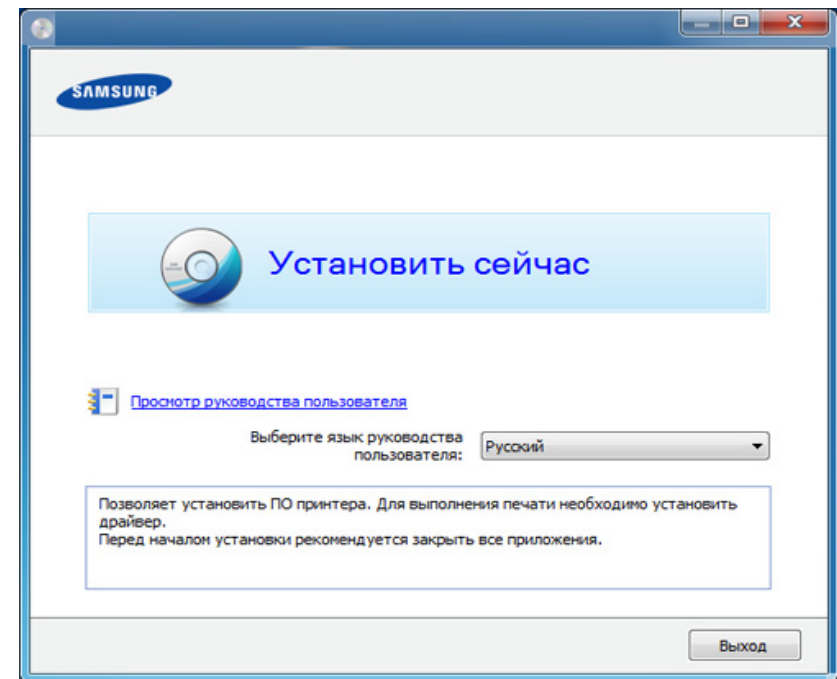 SAMSUNG
Установить сейчас
Просмотр руководства пользователя
Выберите язык руководства
пользователя:
Русский
Позволяет установить ПО принтера. Для выполнения печати необходимо установить
драйвер.
Перед началом установки рекомендуется закрыть все приложения.
Выход